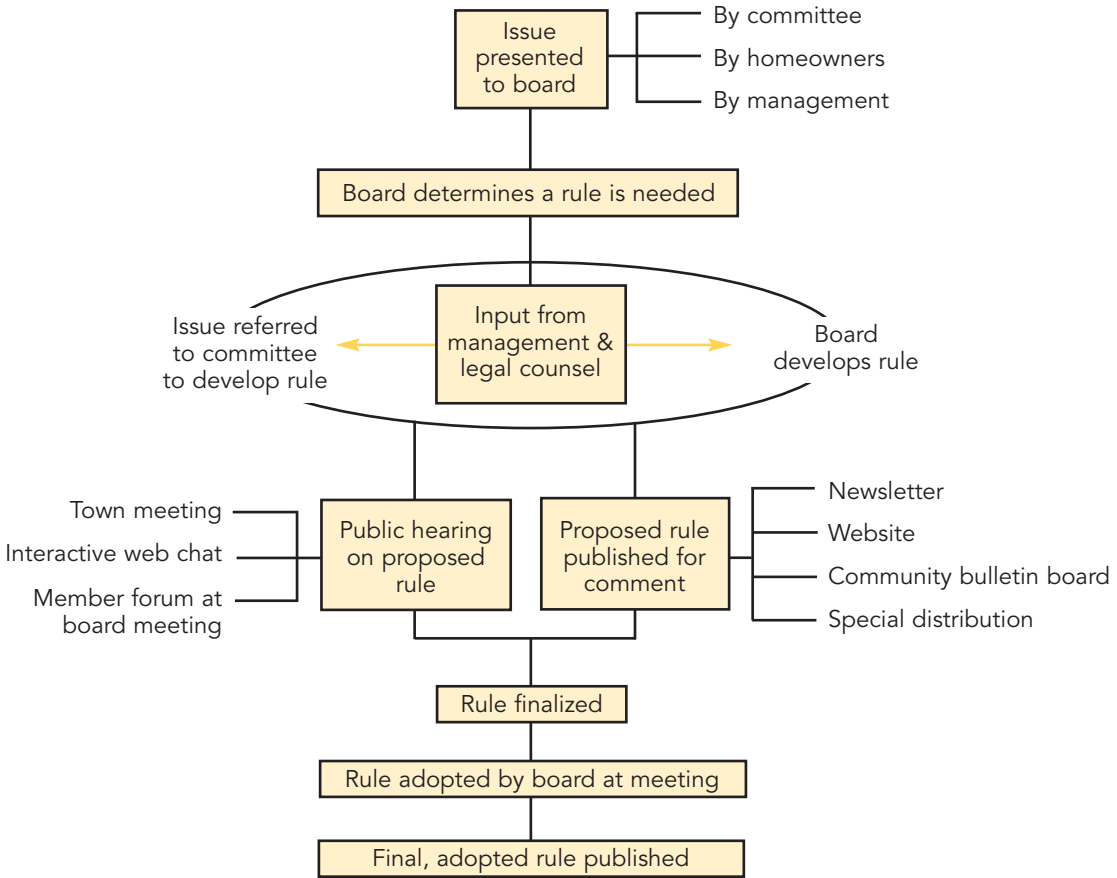 Issue
presented
to board
By committee
By homeowners
By management
Board determines a rule is needed
Issue referred
to committee
to develop rule
Input from
management &
legal counsel
Board
develops rule
Town meeting
Interactive web chat
Member forum at
board meeting
Public hearing
on proposed
rule
Proposed rule
published for
comment
Newsletter
Website
Community bulletin board
Special distribution
Rule finalized
Rule adopted by board at meeting
Final, adopted rule published